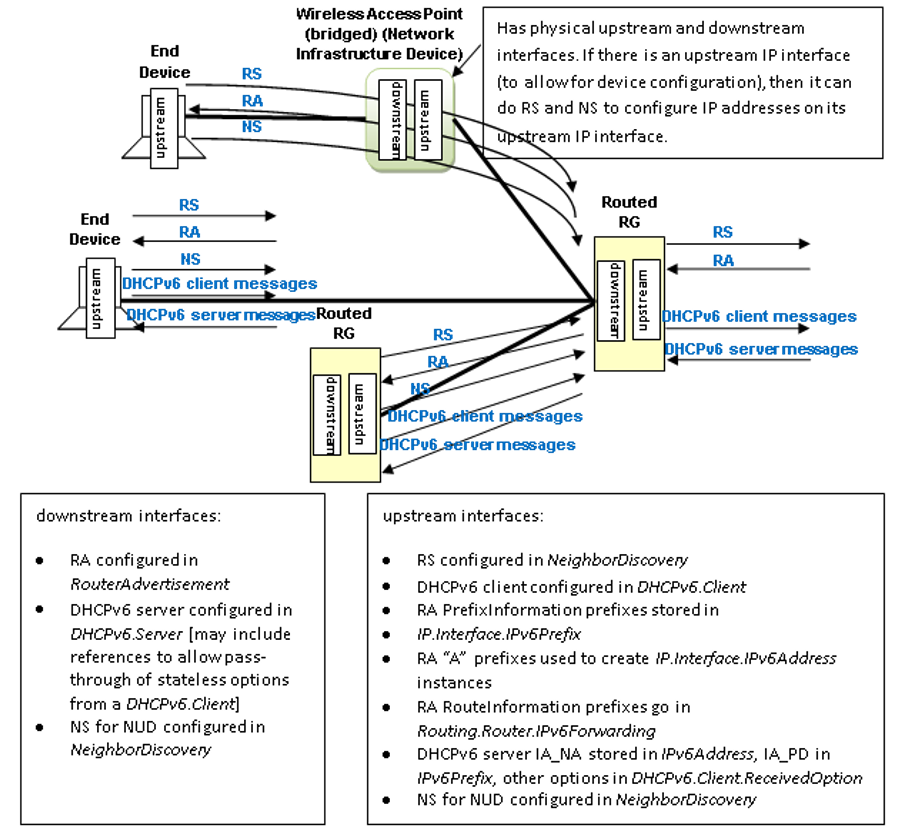 Wireless Access Point
(bridged) (Network
Infrastructure Device)
Has physical upstream and downstream
interfaces. If there is an upstream IP interface
(to allow for device configuration), then it can
do RS and NS to configure IP addresses on its
upstream IP interface.
End
Device
upstream
RS
RA
NS
downstream
upstream
End
Device
upstream
RS
RA
NS
DHCPv6 client messages
DHCPv6 server messages
Routed
RG
downstream
upstream
RS
RA
DHCPv6 client messages
DHCPv6 server messages
Routed
RG
downstream
upstream
RS
RA
NS
DHCPv6 client messages
DHCPv6 server messages
downstream interfaces:
• RA configured in
RouterAdvertisement
• DHCPv6 server configured in
DHCPv6.Server [may include
references to allow pass-
through of stateless options
from a DHCPv6.Client]
• NS for NUD configured in
NeighborDiscovery
upstream interfaces:
• RS configured in NeighborDiscovery
• DHCPv6 client configured in DHCPv6.Client
• RA PrefixInformation prefixes stored in
• IP.Interface.IPv6Prefix
• RA “A” prefixes used to create IP.Interface.IPv6Address
instances
• RA RouteInformation prefixes go in
Routing.Router.IPv6Forwarding
• DHCPv6 server IA_NA stored in IPv6Address, IA_PD in
IPv6Prefix, other options in DHCPv6.Client.ReceivedOption
• NS for NUD configured in NeighborDiscovery